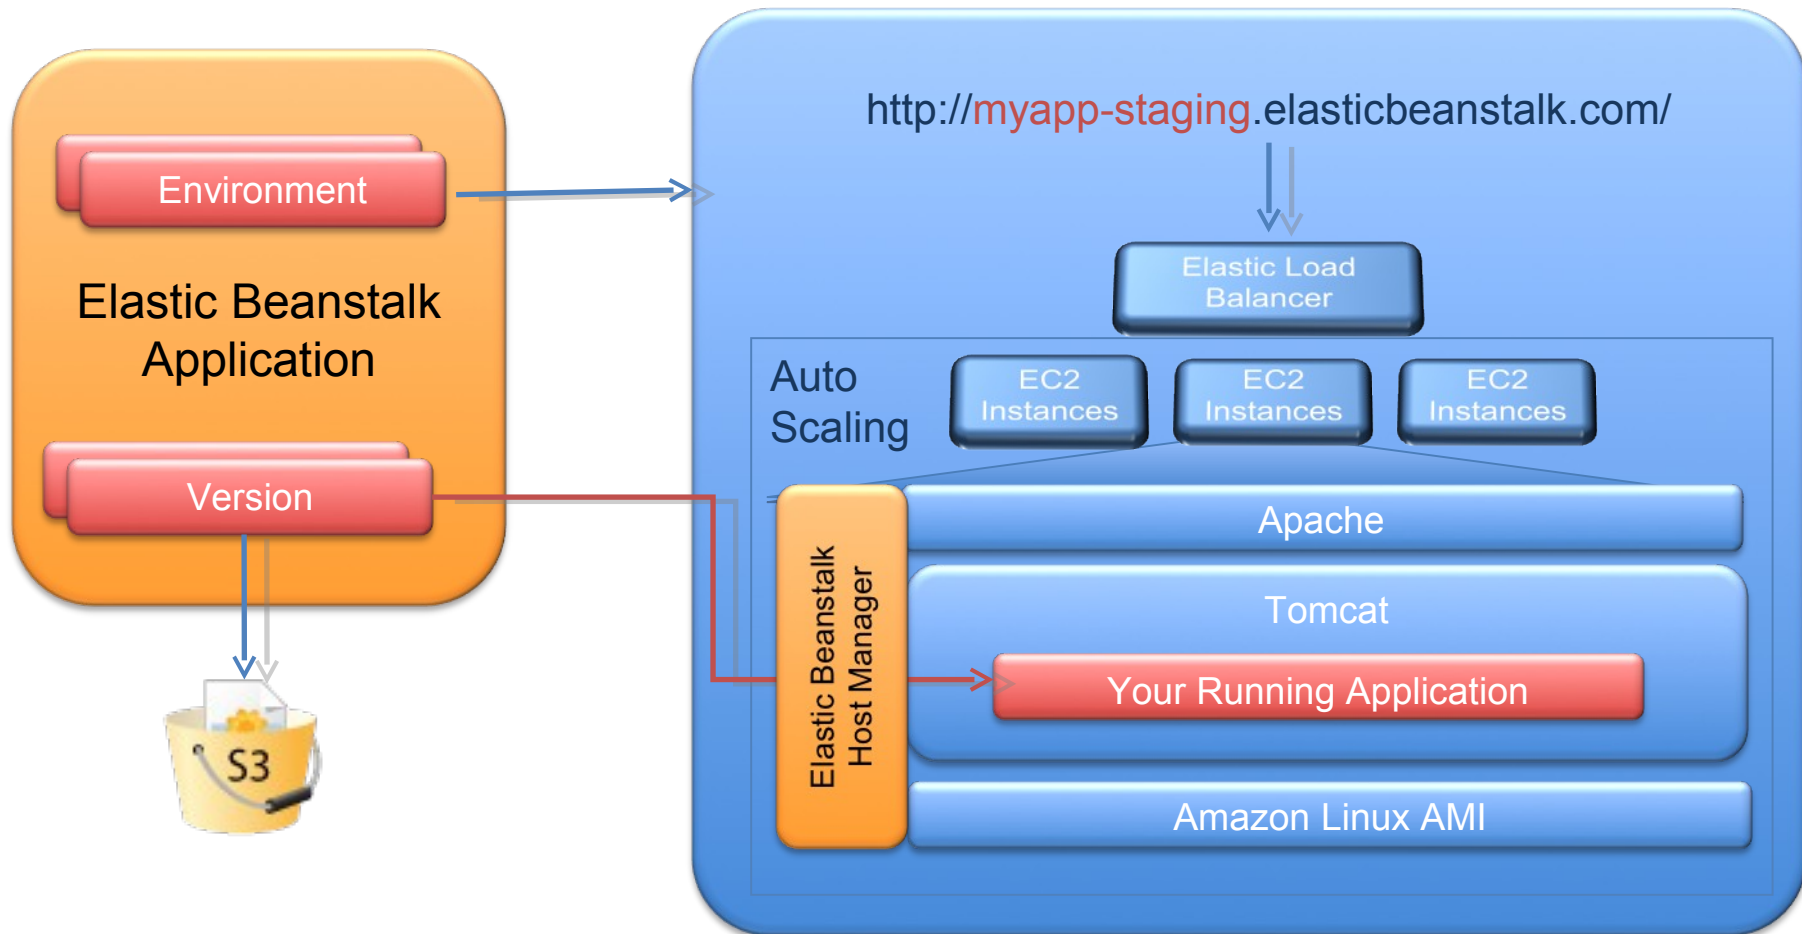 Environment
Elastic Beanstalk
Application
Version
S3
http://myapp-staging.elasticbeanstalk.com/
Elastic Load
Balancer
Auto
Scaling
EC2
Instances
EC2
Instances
EC2
Instances
Elastic Beanstalk
Host Manager
Apache
Tomcat
Your Running Application
Amazon Linux AMI